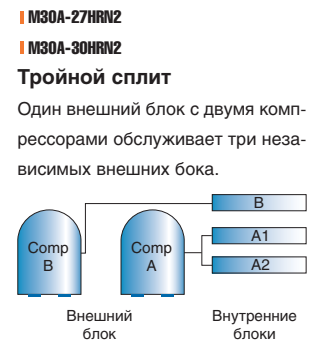 M30A-27HRN2
M30A-30HRN2
Тройной сплит
Один внешний блок с двумя комп-
рессорами обслуживает три неза-
висимых внешних бока.
B
A1
A2
Comp
B
Comp
A
Внешний
блок
Внутренние
блоки